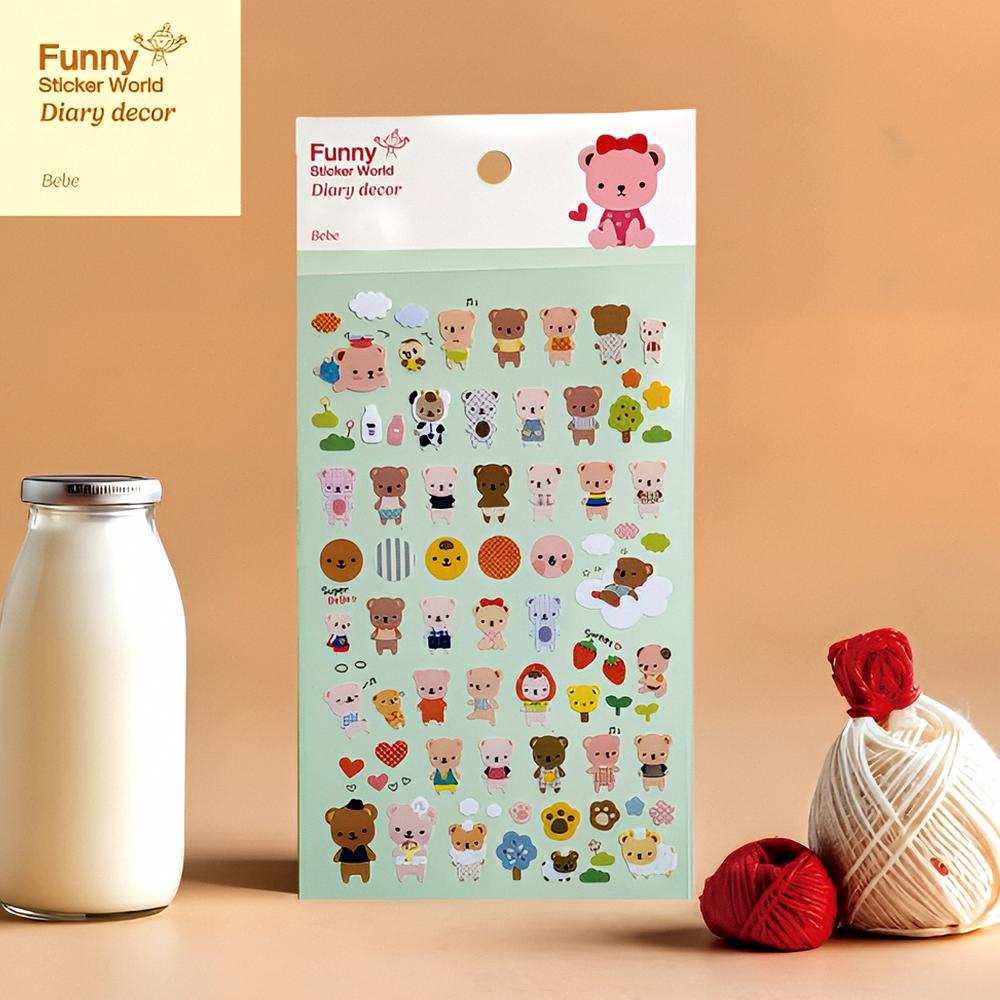 Funny
Sticker World
Diary decor
Bebe
Funny
Sticker World
Diary decor
Bebe
Super
Sweet